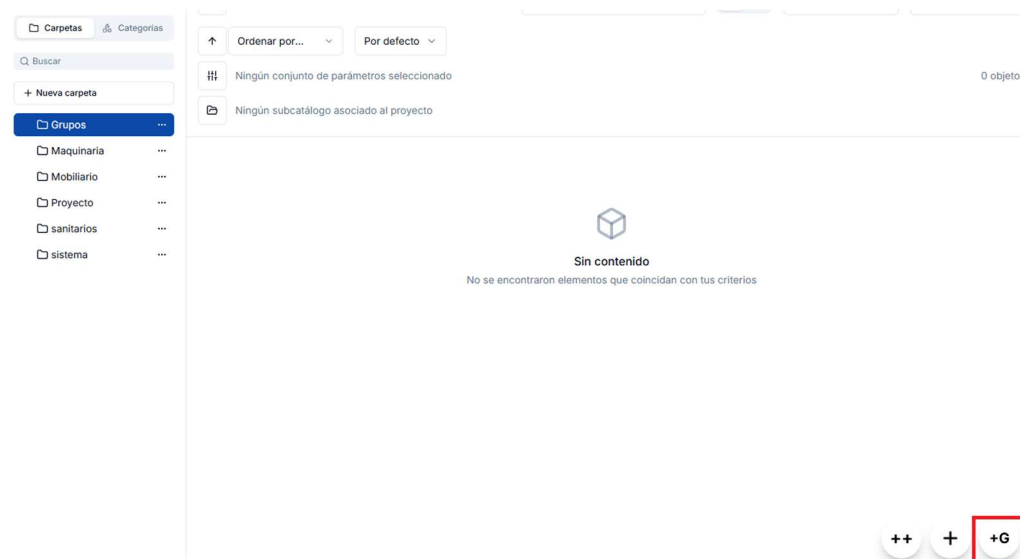 Carpetas
Categorías
Buscar
+ Nueva carpeta
Grupos ...
Maquinaria ...
Mobiliario ...
Proyecto ...
sanitarios ...
sistema ...
Ordenar por...
Por defecto
Ningún conjunto de parámetros seleccionado
0 objeto
Ningún subcatálogo asociado al proyecto
Sin contenido
No se encontraron elementos que coincidan con tus criterios
++
+
+G